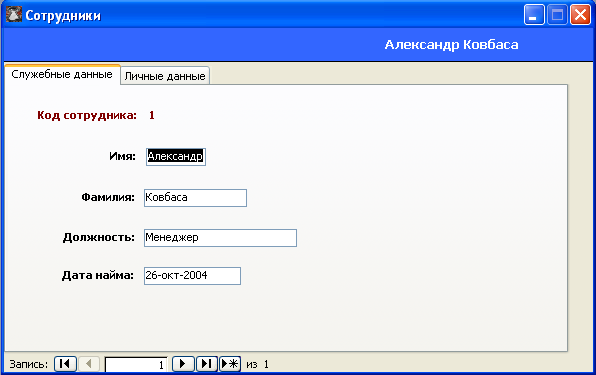 Сотрудники
Александр Ковбаса
Служебные данные Личные данные
Код сотрудника: 1
Имя: Александр
Фамилия: Ковбаса
Должность: Менеджер
Дата найма: 26-окт-2004
Запись: 1 из 1